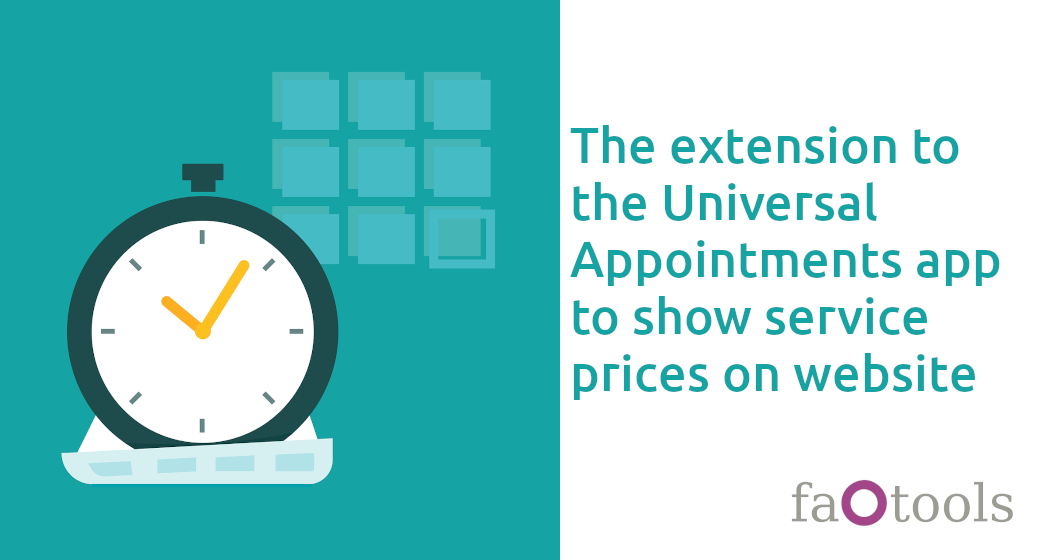 The extension to
the Universal
Appointments app
to show service
prices on website
faOtools